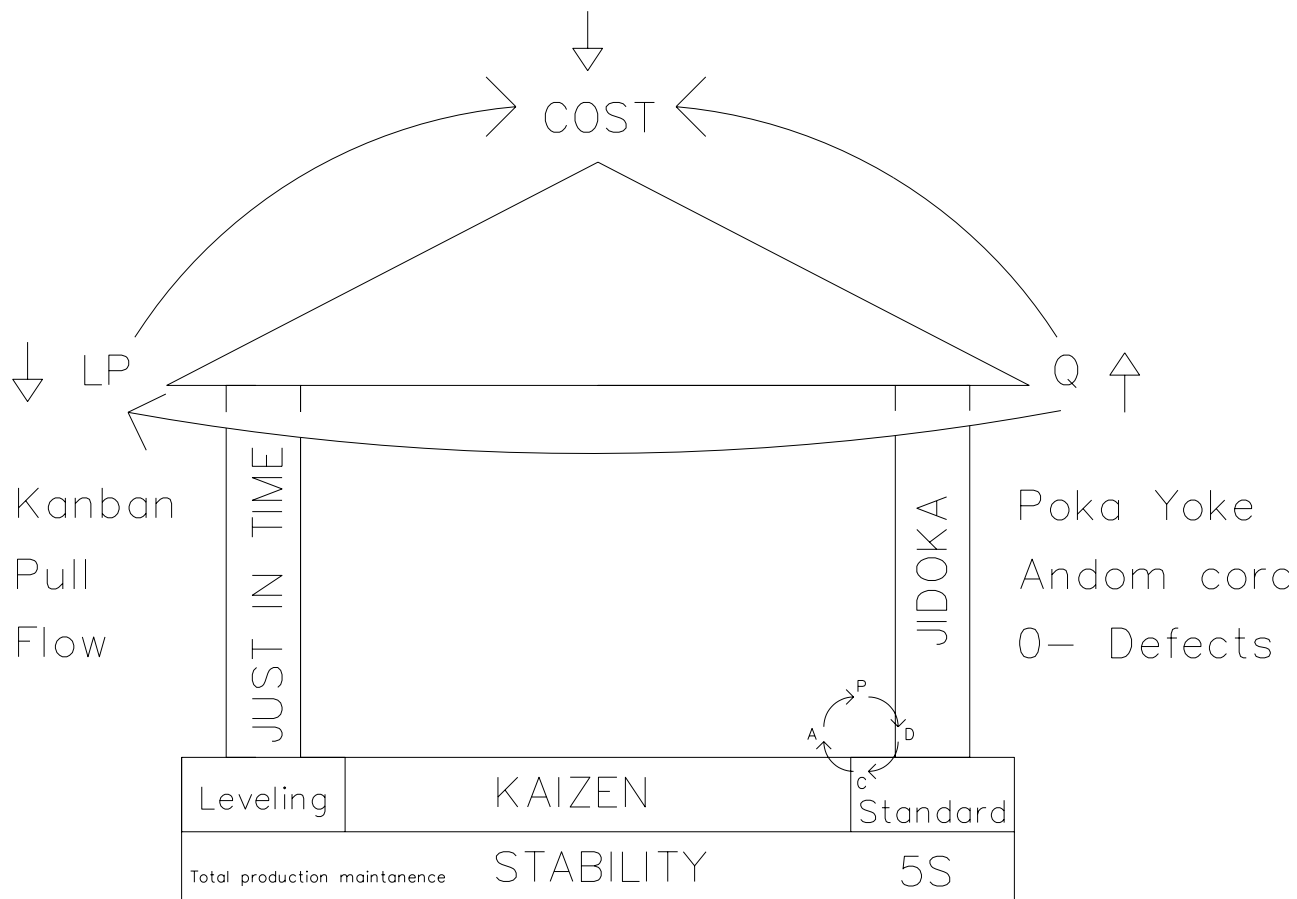 COST
LP
Q
Kanban
Pull
Flow
JUST IN TIME
JIDOKA
Poka Yoke
Andom cord
0- Defects
P
A
D
C
Leveling
KAIZEN
Standard
Total production maintanence
STABILITY
5S